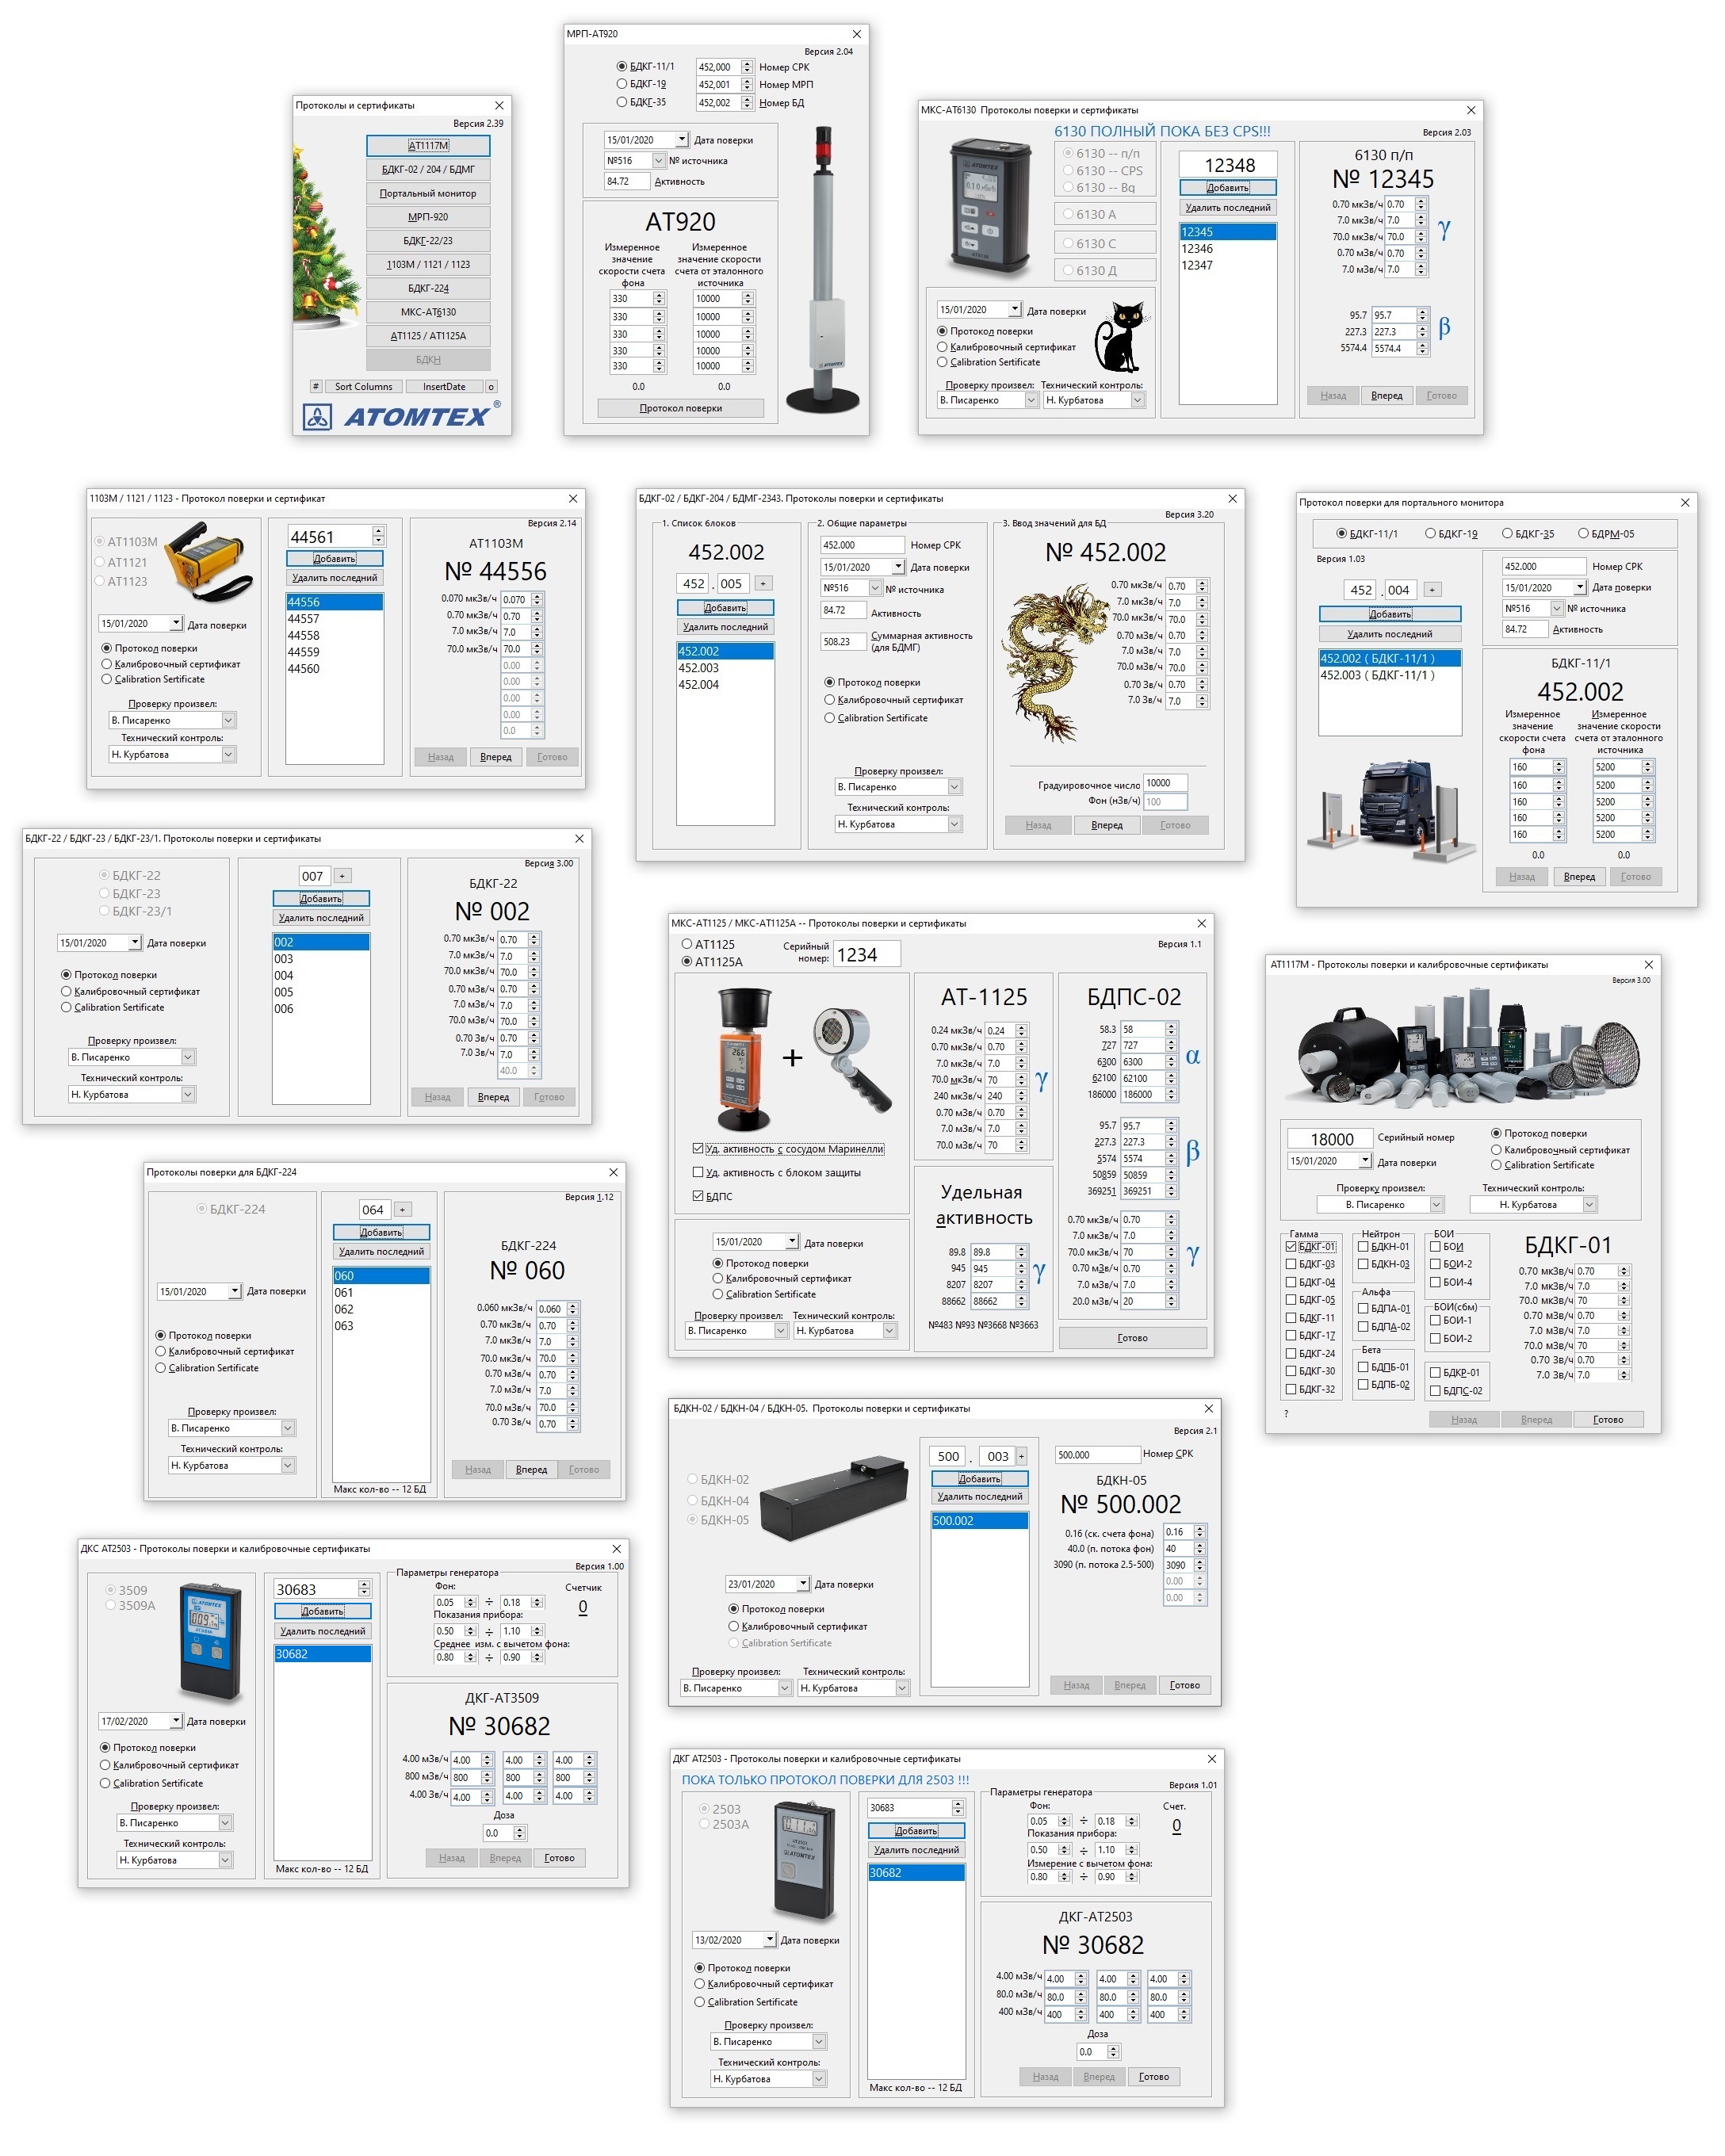 Протоколы и сертификаты
Версия 2.39
AT1117M
БДКГ-02 / 204 / БДМГ
Портальный монитор
МРП-920
БДКГ-22/23
1103М / 1121 / 1123
БДКГ-224
МКС-АТ6130
АТ1125 / АТ1125А
БДКН
# Sort Columns InsertDate o
ATOMTEX ®
МРП-АТ920
Версия 2.04
БДКГ-11/1 452,000 Номер СРК
БДКГ-19 452,001 Номер МРП
БДКГ-35 452,002 Номер БД
15/01/2020 Дата поверки
№516 № источника
84.72 Активность
АТ920
Измеренное значение скорости счета фона
Измеренное значение скорости счета от эталонного источника
330 10000
330 10000
330 10000
330 10000
330 10000
0.0 0.0
Протокол поверки
МКС-АТ6130 Протоколы поверки и сертификаты
6130 ПОЛНЫЙ ПОКА БЕЗ CPS!!!
Версия 2.03
6130 -- п/п
6130 -- CPS
6130 -- Bq
6130 А
6130 С
6130 Д
15/01/2020 Дата поверки
Протокол поверки
Калибровочный сертификат
Calibration Sertificate
Проверку произвел: Технический контроль:
В. Писаренко Н. Курбатова
12348
Добавить
Удалить последний
12345
12346
12347
6130 п/п
№ 12345
0.70 мкЗв/ч 0.70
7.0 мкЗв/ч 7.0
70.0 мкЗв/ч 70.0
0.70 мЗв/ч 0.70
7.0 мЗв/ч 7.0
γ
95.7 95.7
227.3 227.3
5574.4 5574.4
β
Назад Вперед Готово
1103М / 1121 / 1123 - Протокол поверки и сертификат
Версия 2.14
АТ1103М
АТ1121
АТ1123
15/01/2020 Дата поверки
Протокол поверки
Калибровочный сертификат
Calibration Sertificate
Проверку произвел:
В. Писаренко
Технический контроль:
Н. Курбатова
44561
Добавить
Удалить последний
44556
44557
44558
44559
44560
АТ1103М
№ 44556
0.070 мкЗв/ч 0.070
0.70 мкЗв/ч 0.70
7.0 мкЗв/ч 7.0
70.0 мкЗв/ч 70.0
0.00
0.00
0.00
0.00
0.0
Назад Вперед Готово
БДКГ-02 / БДКГ-204 / БДМГ-2343. Протоколы поверки и сертификаты
Версия 3.20
1. Список блоков
452.002
452 . 005 +
Добавить
Удалить последний
452.002
452.003
452.004
2. Общие параметры
452.000 Номер СРК
15/01/2020 Дата поверки
№516 № источника
84.72 Активность
508.23 Суммарная активность (для БДМГ)
Протокол поверки
Калибровочный сертификат
Calibration Sertificate
Проверку произвел:
В. Писаренко
Технический контроль:
Н. Курбатова
3. Ввод значений для БД
№ 452.002
0.70 мкЗв/ч 0.70
7.0 мкЗв/ч 7.0
70.0 мкЗв/ч 70.0
0.70 мЗв/ч 0.70
7.0 мЗв/ч 7.0
70.0 мЗв/ч 70.0
0.70 Зв/ч 0.70
7.0 Зв/ч 7.0
Градуировочное число 10000
Фон (нЗв/ч) 100
Назад Вперед Готово
Протокол поверки для портального монитора
БДКГ-11/1 БДКГ-19 БДКГ-35 БДРМ-05
Версия 1.03
452 . 004 +
Добавить
Удалить последний
452.002 ( БДКГ-11/1 )
452.003 ( БДКГ-11/1 )
452.000 Номер СРК
15/01/2020 Дата поверки
№516 № источника
84.72 Активность
БДКГ-11/1
452.002
Измеренное значение скорости счета фона
Измеренное значение скорости счета от эталонного источника
160 5200
160 5200
160 5200
160 5200
160 5200
0.0 0.0
Назад Вперед Готово
БДКГ-22 / БДКГ-23 / БДКГ-23/1. Протоколы поверки и сертификаты
Версия 3.00
БДКГ-22
БДКГ-23
БДКГ-23/1
15/01/2020 Дата поверки
Протокол поверки
Калибровочный сертификат
Calibration Sertificate
Проверку произвел:
В. Писаренко
Технический контроль:
Н. Курбатова
007 +
Добавить
Удалить последний
002
003
004
005
006
БДКГ-22
№ 002
0.70 мкЗв/ч 0.70
7.0 мкЗв/ч 7.0
70.0 мкЗв/ч 70.0
0.70 мЗв/ч 0.70
7.0 мЗв/ч 7.0
70.0 мЗв/ч 70.0
0.70 Зв/ч 0.70
7.0 Зв/ч 7.0
40.0
Назад Вперед Готово
МКС-АТ1125 / МКС-АТ1125А -- Протоколы поверки и сертификаты
Версия 1.1
АТ1125
АТ1125А
Серийный номер: 1234
+
Уд. активность с сосудом Маринелли
Уд. активность с блоком защиты
БДПС
15/01/2020 Дата поверки
Протокол поверки
Калибровочный сертификат
Calibration Sertificate
Проверку произвел: Технический контроль:
В. Писаренко Н. Курбатова
АТ-1125
0.24 мкЗв/ч 0.24
0.70 мкЗв/ч 0.70
7.0 мкЗв/ч 7.0
70.0 мкЗв/ч 70
240 мкЗв/ч 240
0.70 мЗв/ч 0.70
7.0 мЗв/ч 7.0
70.0 мЗв/ч 70
γ
Удельная активность
89.8 89.8
945 945
8207 8207
88662 88662
γ
№483 №93 №3668 №3663
БДПС-02
58.3 58
727 727
6300 6300
62100 62100
186000 186000
α
95.7 95.7
227.3 227.3
5574 5574
50859 50859
369251 369251
β
0.70 мкЗв/ч 0.70
7.0 мкЗв/ч 7.0
70.0 мкЗв/ч 70
0.70 мЗв/ч 0.70
7.0 мЗв/ч 7.0
20.0 мЗв/ч 20
γ
Готово
АТ1117М - Протоколы поверки и калибровочные сертификаты
Версия 3.00
18000 Серийный номер
15/01/2020 Дата поверки
Протокол поверки
Калибровочный сертификат
Calibration Sertificate
Проверку произвел: Технический контроль:
В. Писаренко Н. Курбатова
Гамма
БДКГ-01
БДКГ-03
БДКГ-04
БДКГ-05
БДКГ-11
БДКГ-17
БДКГ-24
БДКГ-30
БДКГ-32
?
Нейтрон
БДКН-01
БДКН-03
Альфа
БДПА-01
БДПА-02
Бета
БДПБ-01
БДПБ-02
БОИ
БОИ
БОИ-2
БОИ-4
БОИ(сбм)
БОИ-1
БОИ-2
БДКР-01
БДПС-02
БДКГ-01
0.70 мкЗв/ч 0.70
7.0 мкЗв/ч 7.0
70.0 мкЗв/ч 70
0.70 мЗв/ч 0.70
7.0 мЗв/ч 7.0
70.0 мЗв/ч 70
0.70 Зв/ч 0.70
7.0 Зв/ч 7.0
Назад Вперед Готово
Протоколы поверки для БДКГ-224
Версия 1.12
БДКГ-224
15/01/2020 Дата поверки
Протокол поверки
Калибровочный сертификат
Calibration Sertificate
Проверку произвел:
В. Писаренко
Технический контроль:
Н. Курбатова
064 +
Добавить
Удалить последний
060
061
062
063
Макс кол-во -- 12 БД
БДКГ-224
№ 060
0.060 мкЗв/ч 0.060
0.70 мкЗв/ч 0.70
7.0 мкЗв/ч 7.0
70.0 мкЗв/ч 70.0
0.70 мЗв/ч 0.70
7.0 мЗв/ч 7.0
70.0 мЗв/ч 70.0
0.70 Зв/ч 0.70
Назад Вперед Готово
БДКН-02 / БДКН-04 / БДКН-05. Протоколы поверки и сертификаты
Версия 2.1
БДКН-02
БДКН-04
БДКН-05
23/01/2020 Дата поверки
Протокол поверки
Калибровочный сертификат
Calibration Sertificate
Проверку произвел: Технический контроль:
В. Писаренко Н. Курбатова
500 . 003 +
Добавить
Удалить последний
500.002
500.000 Номер СРК
БДКН-05
№ 500.002
0.16 (ск. счета фона) 0.16
40.0 (п. потока фон) 40
3090 (п. потока 2.5-500) 3090
0.00
0.00
Назад Вперед Готово
ДКС АТ2503 - Протоколы поверки и калибровочные сертификаты
Версия 1.00
3509
3509А
17/02/2020 Дата поверки
Протокол поверки
Калибровочный сертификат
Calibration Sertificate
Проверку произвел:
В. Писаренко
Технический контроль:
Н. Курбатова
30683
Добавить
Удалить последний
30682
Макс кол-во -- 12 БД
Параметры генератора
Фон:
0.05 ÷ 0.18
Показания прибора:
0.50 ÷ 1.10
Среднее изм. с вычетом фона:
0.80 ÷ 0.90
Счетчик
0
ДКГ-АТ3509
№ 30682
4.00 мЗв/ч 4.00 4.00 4.00
800 мЗв/ч 800 800 800
4.00 Зв/ч 4.00 4.00 4.00
Доза
0.0
Назад Вперед Готово
ДКГ АТ2503 - Протоколы поверки и калибровочные сертификаты
ПОКА ТОЛЬКО ПРОТОКОЛ ПОВЕРКИ ДЛЯ 2503 !!!
Версия 1.01
2503
2503А
13/02/2020 Дата поверки
Протокол поверки
Калибровочный сертификат
Calibration Sertificate
Проверку произвел:
В. Писаренко
Технический контроль:
Н. Курбатова
30683
Добавить
Удалить последний
30682
Макс кол-во -- 12 БД
Параметры генератора
Фон:
0.05 ÷ 0.18
Показания прибора:
0.50 ÷ 1.10
Измерение с вычетом фона:
0.80 ÷ 0.90
Счет.
0
ДКГ-АТ2503
№ 30682
4.00 мЗв/ч 4.00 4.00 4.00
80.0 мЗв/ч 80.0 80.0 80.0
400 мЗв/ч 400 400 400
Доза
0.0
Назад Вперед Готово